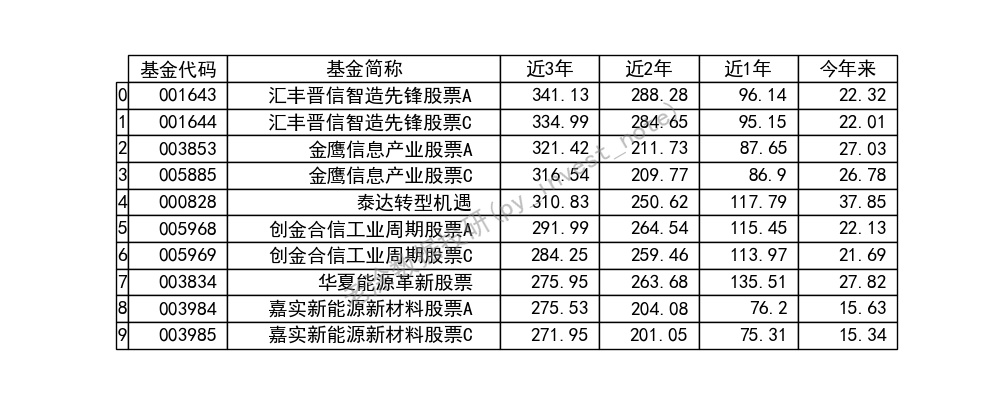 基金代码 基金简称 近3年 近2年 近1年 今年来
0 001643 汇丰晋信智造先锋股票A 341.13 288.28 96.14 22.32
1 001644 汇丰晋信智造先锋股票C 334.99 284.65 95.15 22.01
2 003853 金鹰信息产业股票A 321.42 211.73 87.65 27.03
3 005885 金鹰信息产业股票C 316.54 209.77 86.9 26.78
4 000828 泰达转型机遇 310.83 250.62 117.79 37.85
5 005968 创金合信工业周期股票A 291.99 264.54 115.45 22.13
6 005969 创金合信工业周期股票C 284.25 259.46 113.97 21.69
7 003834 华夏能源革新股票 275.95 263.68 135.51 27.82
8 003984 嘉实新能源新材料股票A 275.53 204.08 76.2 15.63
9 003985 嘉实新能源新材料股票C 271.95 201.05 75.31 15.34
(py_invest_note)